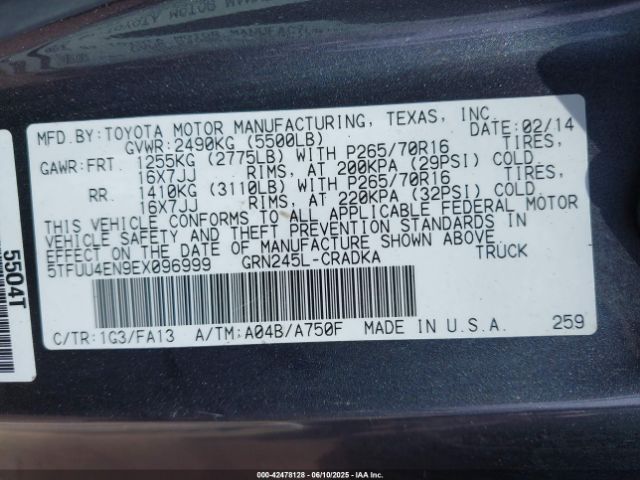 MFD.BY:TOYOTA MOTOR MANUFACTURING, TEXAS, INC.
GVWR:2490KG (5500LB) DATE:02/14
GAWR:FRT 1255KG (2775LB) WITH P265/70R16 TIRES,
16X7JJ RIMS, AT 200KPA (29PSI) COLD
RR. 1410KG (3110LB) WITH P265/70R16 TIRES,
16X7JJ RIMS, AT 220KPA (32PSI) COLD.
THIS VEHICLE CONFORMS TO ALL APPLICABLE FEDERAL MOTOR
VEHICLE SAFETY AND THEFT PREVENTION STANDARDS IN
EFFECT ON THE DATE OF MANUFACTURE SHOWN ABOVE.
5TFUU4EN9EX096999 GRN245L-CRADKA TRUCK
C/TR:1G3/FA13 A/TM:A04B/A750F MADE IN U.S.A. 259
5504T
000-42478128 - 06/10/2025 - IAA, Inc.